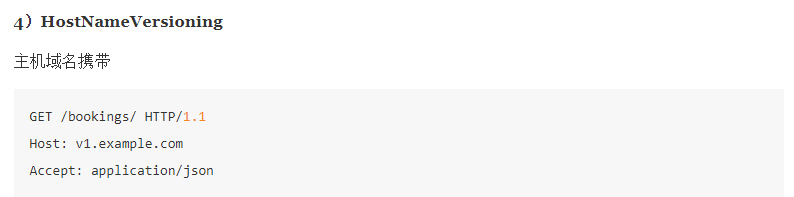 4）HostNameVersioning
主机域名携带
GET /bookings/ HTTP/1.1
Host: v1.example.com
Accept: application/json